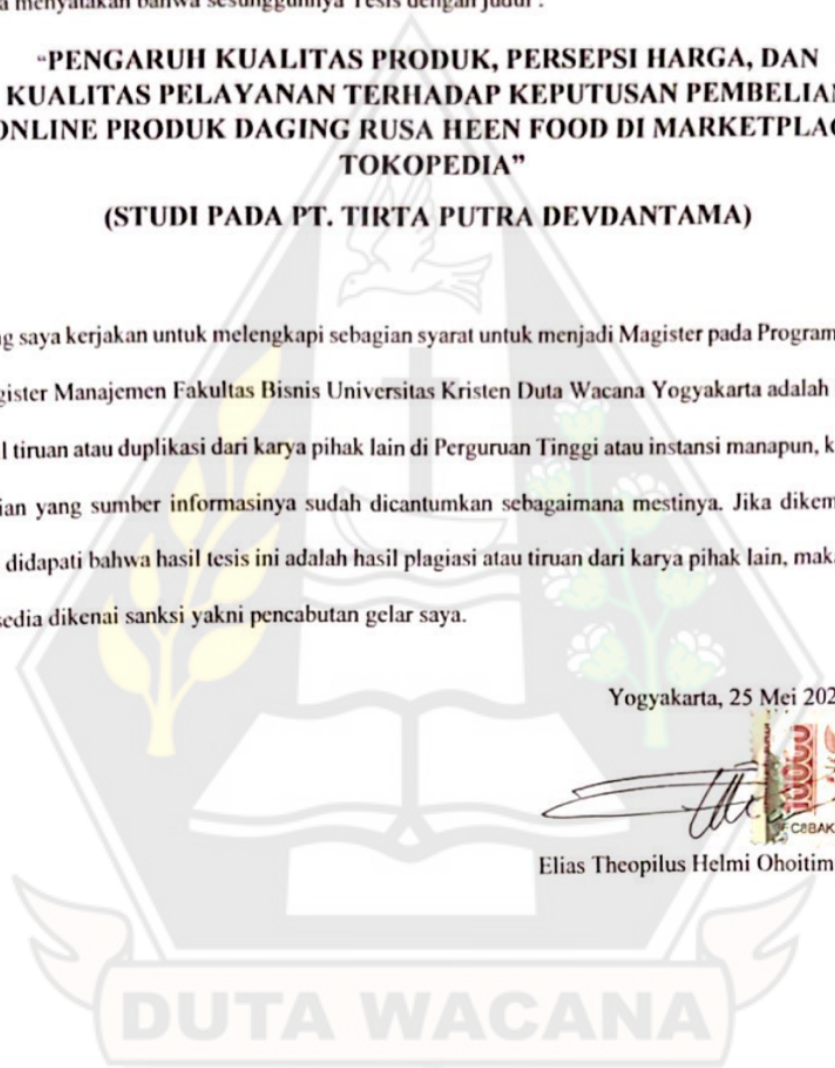 menyatakan bahwa sesungguhnya Tesis dengan judul :
“PENGARUH KUALITAS PRODUK, PERSEPSI HARGA, DAN
KUALITAS PELAYANAN TERHADAP KEPUTUSAN PEMBELIA
ONLINE PRODUK DAGING RUSA HEEN FOOD DI MARKETPLA
TOKOPEDIA”
(STUDI PADA PT. TIRTA PUTRA DEVDANTAMA)
g saya kerjakan untuk melengkapi sebagian syarat untuk menjadi Magister pada Program
gister Manajemen Fakultas Bisnis Universitas Kristen Duta Wacana Yogyakarta adalah
l tiruan atau duplikasi dari karya pihak lain di Perguruan Tinggi atau instansi manapun, k
ian yang sumber informasinya sudah dicantumkan sebagaimana mestinya. Jika dikem
didapati bahwa hasil tesis ini adalah hasil plagiasi atau tiruan dari karya pihak lain, mak
sedia dikenai sanksi yakni pencabutan gelar saya.
Yogyakarta, 25 Mei 202
10000
C8BAK
Elias Theopilus Helmi Ohoitim
DUTA WACANA